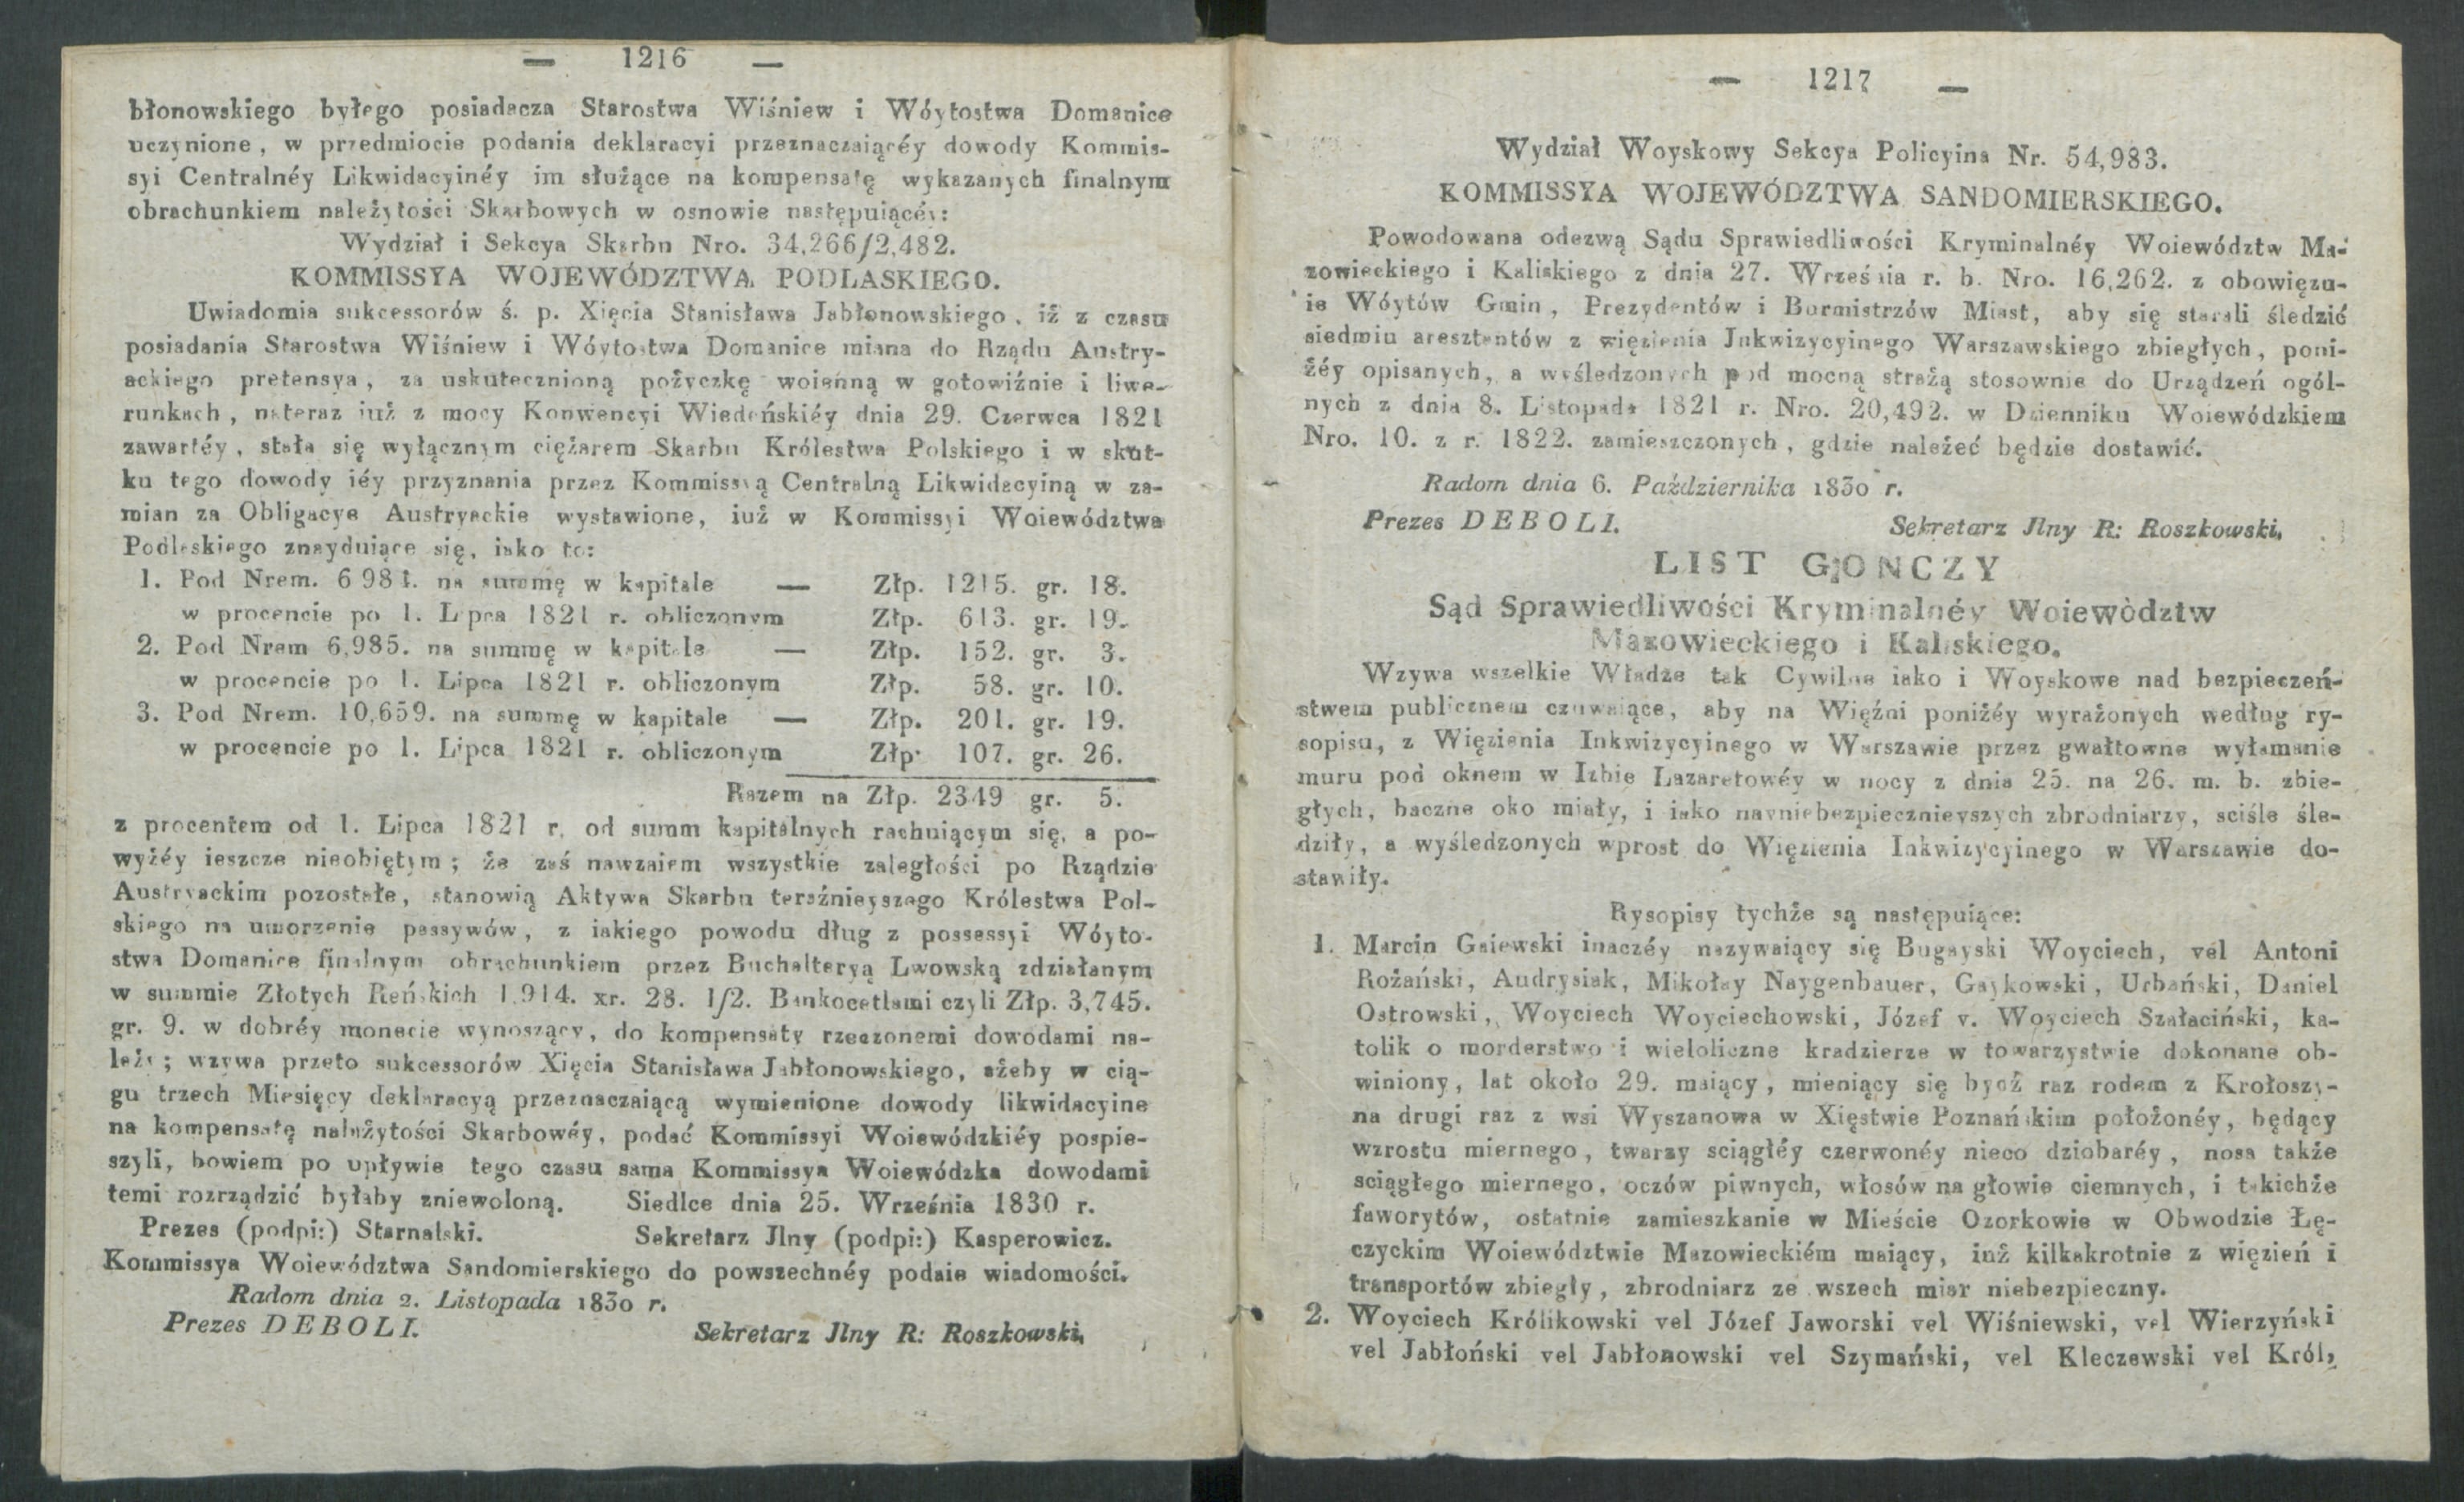 — 1216 —
błonowskiego byłego posiadacza Starostwa Wiśniew i Wóytostwa Domanice
uczynione, w przedmiocie podania deklaracyi przeznaczaiącéy dowody Kommis-
syi Centralnéy Likwidacyinéy im służące na kompensatę wykazanych finalnym
obrachunkiem należytości Skarbowych w osnowie następuiącéy:
Wydział i Sekcya Skarbu Nro. 34,266/2,482.
KOMMISSYA WOJEWÓDZTWA PODLASKIEGO.
Uwiadomia sukcessorów ś. p. Xięcia Stanisława Jabłonowskiego, iż z czasu
posiadania Starostwa Wiśniew i Wóytostwa Domanice miana do Rządu Austry-
ackiego pretensya, za uskutecznioną pożyczkę woienną w gotowiźnie i liwe-
runkach, nateraz iuż z mocy Konwencyi Wiedeńskiéy dnia 29. Czerwca 1821
zawartéy, stała się wyłącznym ciężarem Skarbu Królestwa Polskiego i w skut-
ku tego dowody iéy przyznania przez Kommissyą Centralną Likwidacyiną w za-
mian za Obligacye Austryackie wystawione, iuż w Kommissyi Woiewództwa
Podlaskiego znayduiące się, iako to:
1. Pod Nrem. 6981. na summę w kapitale — Złp. 1215. gr. 18.
w procencie po 1. Lipca 1821 r. obliczonym Złp. 613. gr. 19.
2. Pod Nrem 6,985. na summę w kapitale — Złp. 152. gr. 3.
w procencie po 1. Lipca 1821 r. obliczonym Złp. 58. gr. 10.
3. Pod Nrem. 10,659. na summę w kapitale — Złp. 201. gr. 19.
w procencie po 1. Lipca 1821 r. obliczonym Złp. 107. gr. 26.
Razem na Złp. 2349 gr. 5.
z procentem od 1. Lipca 1821 r. od summ kapitalnych rachuiącym się, a po-
wyżéy ieszcze nieobiętym; że zaś nawzaiem wszystkie zaległości po Rządzie
Austryackim pozostałe, stanowią Aktywa Skarbu teraźnieyszego Królestwa Pol-
skiego na umorzenie passywów, z iakiego powodu dług z possessyi Wóyto-
stwa Domanice finalnym obrachunkiem przez Buchalteryą Lwowską zdziałanym
w summie Złotych Reńskich 1,914. xr. 28. 1/2. Bankocetlami czyli Złp. 3,745.
gr. 9. w dobréy monecie wynoszący, do kompensaty rzeczonemi dowodami na-
leży; wzywa przeto sukcessorów Xięcia Stanisława Jabłonowskiego, ażeby w cią-
gu trzech Miesięcy deklaracyą przeznaczaiącą wymienione dowody likwidacyine
na kompensatę należytości Skarbowéy, podać Kommissyi Woiewódzkiéy pospie-
szyli, bowiem po upływie tego czasu sama Kommissya Woiewódzka dowodami
temi rozrządzić byłaby zniewoloną. Siedlce dnia 25. Września 1830 r.
Prezes (podpi:) Starnalski. Sekretarz Jlny (podpi:) Kasperowicz.
Kommissya Woiewództwa Sandomierskiego do powszechnéy podaie wiadomości.
Radom dnia 2. Listopada 1830 r.
Prezes DEBOLI. Sekretarz Jlny R: Roszkowski,
— 1217 —
Wydział Woyskowy Sekcya Policyina Nr. 54,983.
KOMMISSYA WOJEWÓDZTWA SANDOMIERSKIEGO.
Powodowana odezwą Sądu Sprawiedliwości Kryminalnéy Woiewództw Ma-
zowieckiego i Kaliskiego z dnia 27. Września r. b. Nro. 16,262. z obowięzu-
ie Wóytów Gmin, Prezydentów i Burmistrzów Miast, aby się starali śledzić
siedmiu aresztantów z więzienia Jnkwizycyinego Warszawskiego zbiegłych, poni-
żéy opisanych, a wyśledzonych pod mocną strażą stosownie do Urządzeń ogól-
nych z dnia 8. Listopada 1821 r. Nro. 20,492. w Dzienniku Woiewódzkiem
Nro. 10. z r. 1822. zamieszczonych, gdzie należeć będzie dostawić.
Radom dnia 6. Października 1830 r.
Prezes DEBOLI. Sekretarz Jlny R: Roszkowski,
LIST GONCZY
Sąd Sprawiedliwości Kryminalnéy Woiewództw
Mazowieckiego i Kaliskiego.
Wzywa wszelkie Władze tak Cywilne iako i Woyskowe nad bezpieczeń-
stwem publicznem czuwaiące, aby na Więźni poniżéy wyrażonych według ry-
sopisu, z Więzienia Inkwizycyinego w Warszawie przez gwałtowne wyłamanie
muru pod oknem w Izbie Lazaretowéy w nocy z dnia 25. na 26. m. b. zbie-
głych, baczne oko miały, i iako nayniebezpiecznieyszych zbrodniarzy, sciśle śle-
dziły, a wyśledzonych wprost do Więzienia Inkwizycyinego w Warszawie do-
stawiły.
Rysopisy tychże są następuiące:
1. Marcin Gaiewski inaczéy nazywaiący się Bugayski Woyciech, vel Antoni
Rożański, Audrysiak, Mikołay Naygenbauer, Gaykowski, Urbański, Daniel
Ostrowski, Woyciech Woyciechowski, Józef v. Woyciech Szałaciński, ka-
tolik o morderstwo i wieloliczne kradzierze w towarzystwie dokonane ob-
winiony, lat około 29. maiący, mieniący się bydź raz rodem z Krotoszy-
na drugi raz z wsi Wyszanowa w Xięstwie Poznańskim położonéy, będący
wzrostu miernego, twarzy sciągłéy czerwonéy nieco dziobatéy, nosa także
sciągłego miernego, oczów piwnych, włosów na głowie ciemnych, i takichże
faworytów, ostatnie zamieszkanie w Mieście Ozorkowie w Obwodzie Łę-
czyckim Woiewództwie Mazowieckiém maiący, iuż kilkakrotnie z więzień i
transportów zbiegły, zbrodniarz ze wszech miar niebezpieczny.
2. Woyciech Królikowski vel Józef Jaworski vel Wiśniewski, vel Wierzyński
vel Jabłoński vel Jabłonowski vel Szymański, vel Kleczewski vel Król,